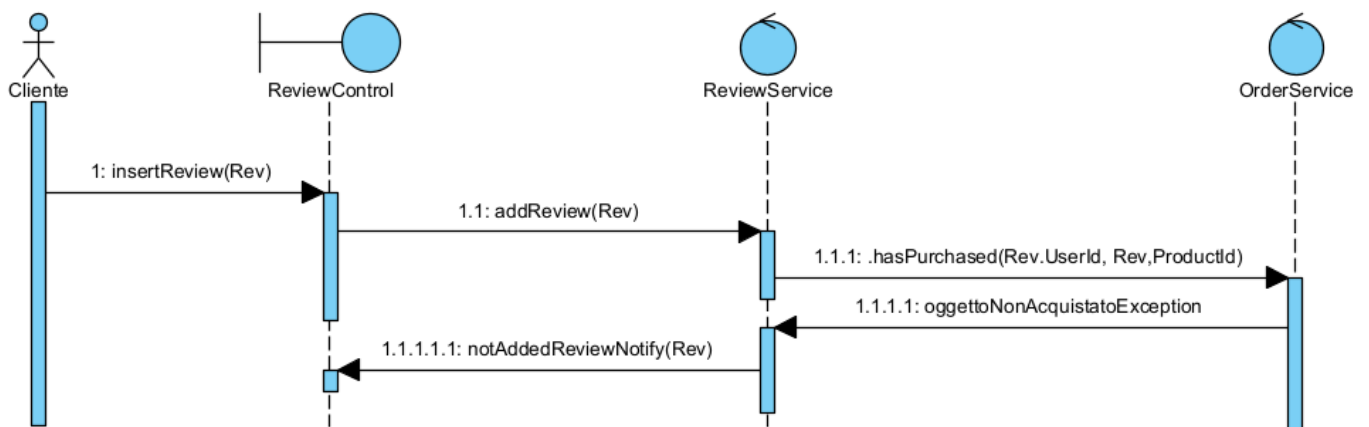 Cliente
ReviewControl
ReviewService
OrderService
1: insertReview(Rev)
1.1: addReview(Rev)
1.1.1: .hasPurchased(Rev.UserId, Rev,ProductId)
1.1.1.1: oggettoNonAcquistatoException
1.1.1.1.1: notAddedReviewNotify(Rev)